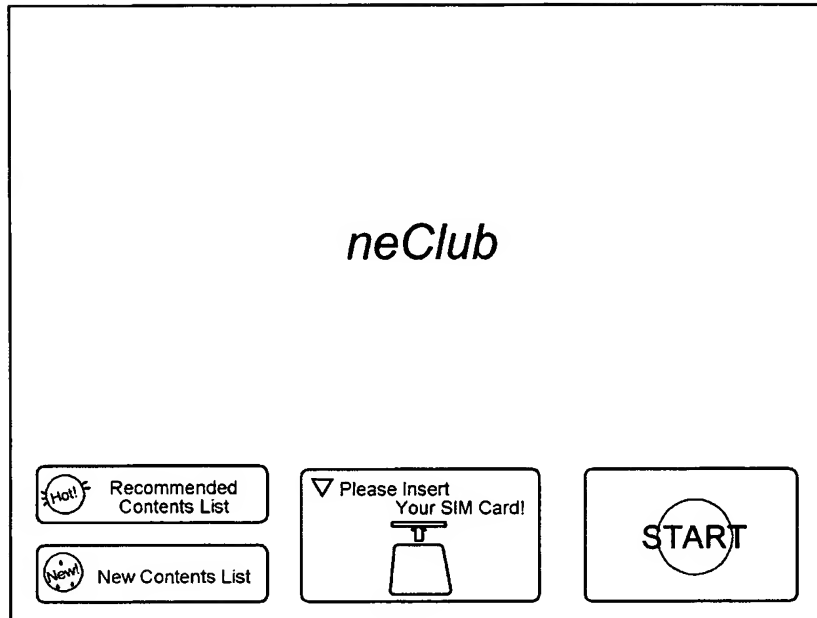 neClub
Hot!
Recommended
Contents List
New!
New Contents List
Please Insert
Your SIM Card!
START